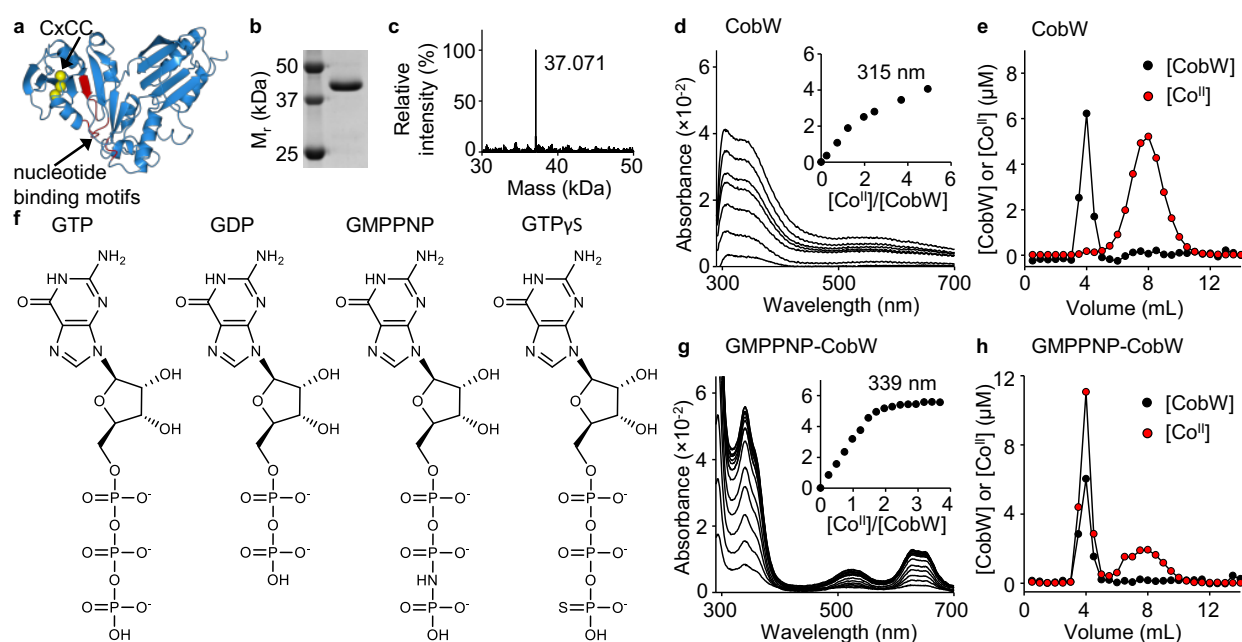 a
CxCC
nucleotide
binding motifs
b
Mr (kDa)
50
37
25
c
Relative
intensity (%)
100
50
0
37.071
30
40
50
Mass (kDa)
d
CobW
Absorbance (×10⁻²)
6
4
2
0
300
500
700
Wavelength (nm)
315 nm
6
4
2
0
0
2
4
6
[Coᴵᴵ]/[CobW]
e
CobW
[CobW] or [Coᴵᴵ] (μM)
8
6
4
2
0
0
4
8
12
Volume (mL)
[CobW]
[Coᴵᴵ]
f
GTP
GDP
GMPPNP
GTPγS
O
HN
NH₂
N
N
N
O
OH
OH
O
O=P-O⁻
O
O=P-O⁻
O
O=P-O⁻
OH
O
HN
NH₂
N
N
N
O
OH
OH
O
O=P-O⁻
O
O=P-O⁻
OH
O
HN
NH₂
N
N
N
O
OH
OH
O
O=P-O⁻
O
O=P-O⁻
HN
O=P-O⁻
OH
O
HN
NH₂
N
N
N
O
OH
OH
O
O=P-O⁻
O
O=P-O⁻
O
S=P-O⁻
OH
g
GMPPNP-CobW
Absorbance (×10⁻²)
6
4
2
0
300
500
700
Wavelength (nm)
339 nm
6
4
2
0
0
1
2
3
4
[Coᴵᴵ]/[CobW]
h
GMPPNP-CobW
[CobW] or [Coᴵᴵ] (μM)
12
8
4
0
0
4
8
12
Volume (mL)
[CobW]
[Coᴵᴵ]